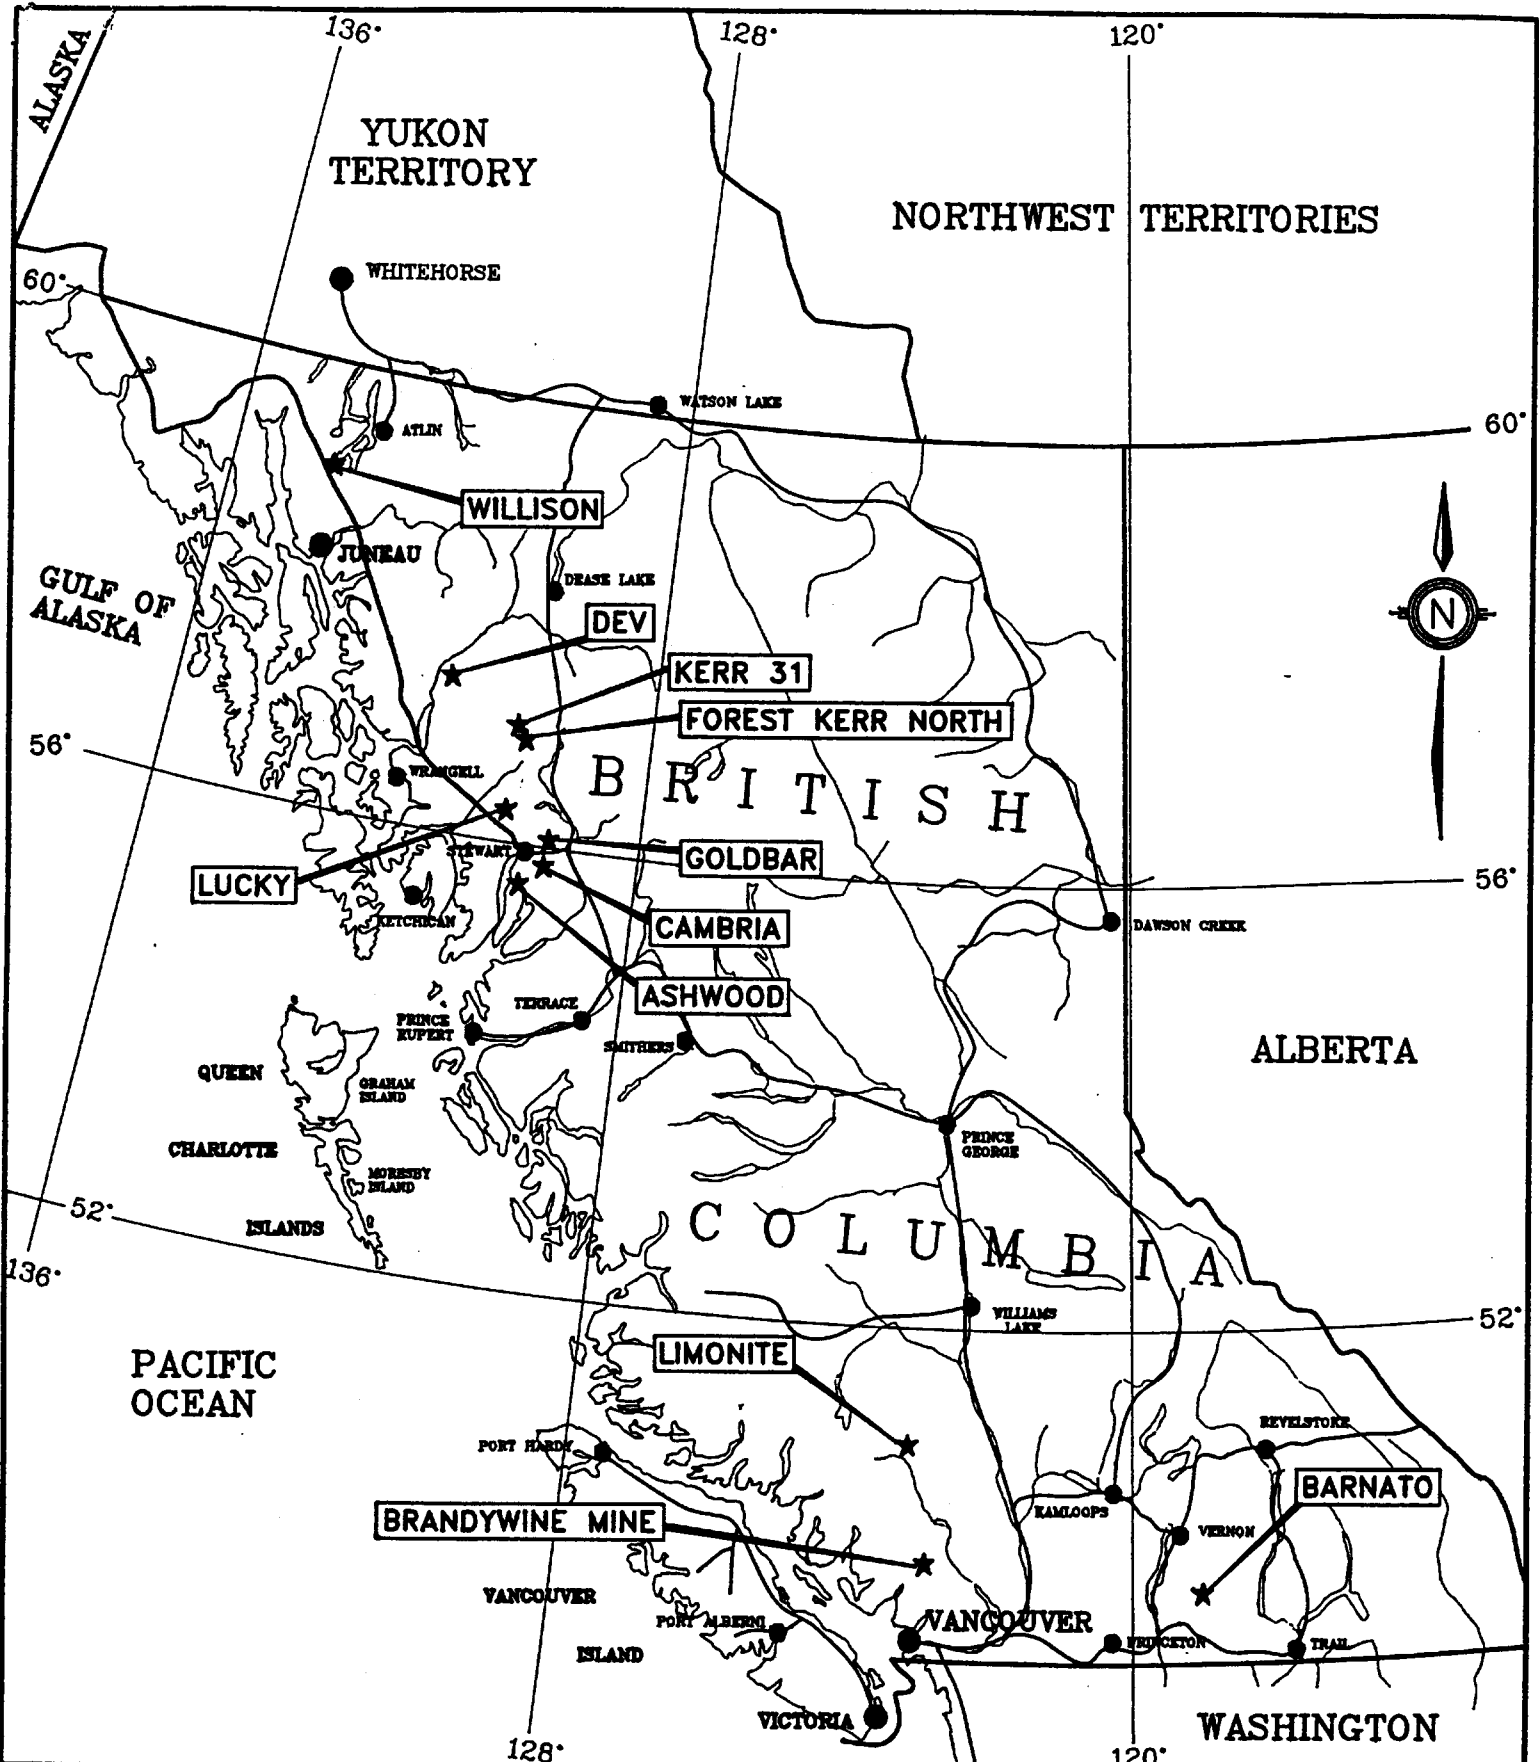 136°
128°
120°
ALASKA
YUKON
TERRITORY
NORTHWEST TERRITORIES
60°
WHITEHORSE
WATSON LAKE
60°
ATLIN
WILLISON
JUNEAU
GULF OF
ALASKA
DEASE LAKE
DEV
N
KERR 31
FOREST KERR NORTH
56°
WRANGELL
BRITISH
STEWART
GOLDBAR
LUCKY
56°
KETCHICAN
CAMBRIA
DAWSON CREEK
ASHWOOD
TERRACE
PRINCE
RUPERT
SMITHERS
ALBERTA
QUEEN
GRAHAM
ISLAND
CHARLOTTE
PRINCE
GEORGE
MORESBY
ISLAND
52°
ISLANDS
COLUMBIA
136°
WILLIAMS
LAKE
52°
LIMONITE
PACIFIC
OCEAN
REVELSTOKE
PORT HARDY
BARNATO
KAMLOOPS
BRANDYWINE MINE
VERNON
VANCOUVER
PORT ALBERNI
VANCOUVER
ISLAND
PRINCETON
TRAIL
VICTORIA
WASHINGTON
128°
120°